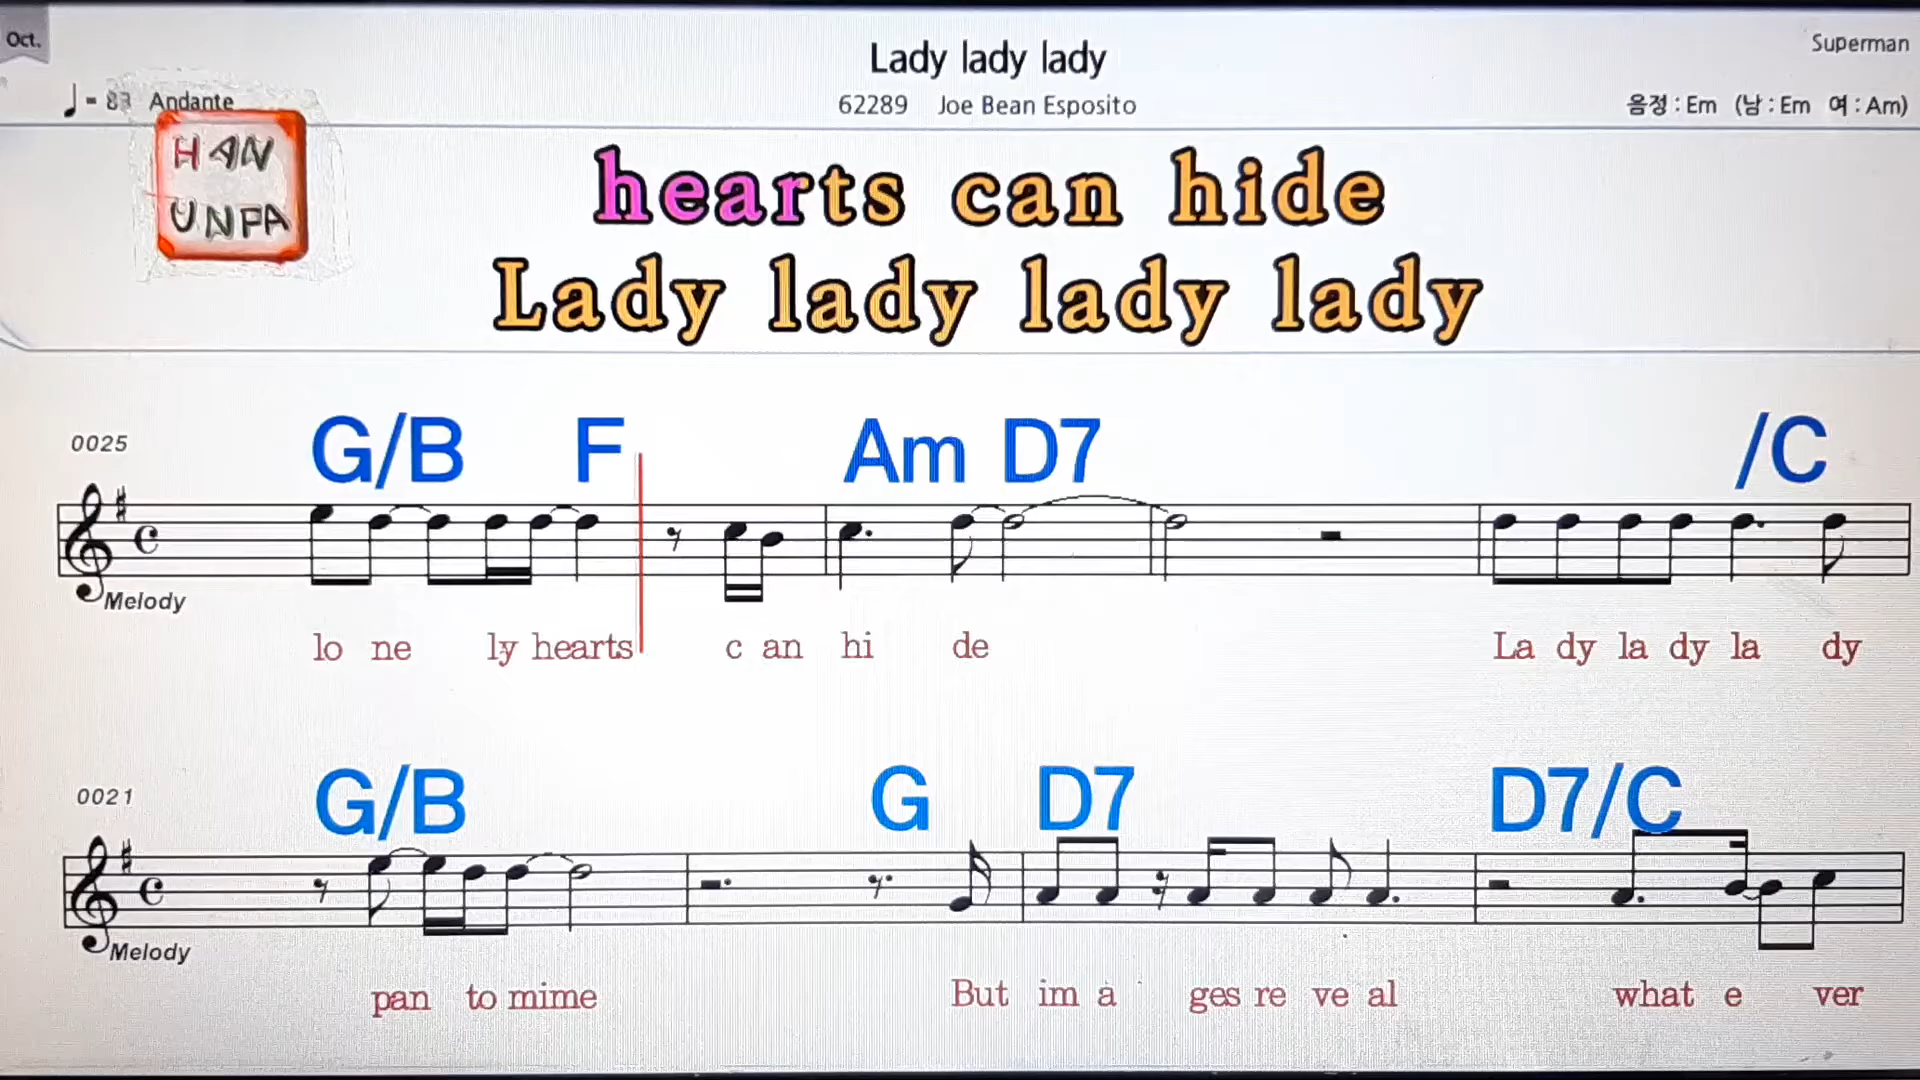 Oct.
Lady lady lady
Superman
= 83 Andante
62289 Joe Bean Esposito
음정 : Em (남 : Em 여 : Am)
HAN
UNPA
hearts can hide
Lady lady lady lady
G/B F Am D7 /C
0025
Melody
lo ne ly hearts c an hi de La dy la dy la dy
G/B G D7 D7/C
0021
Melody
pan to mime But im a ges re ve al what e ver